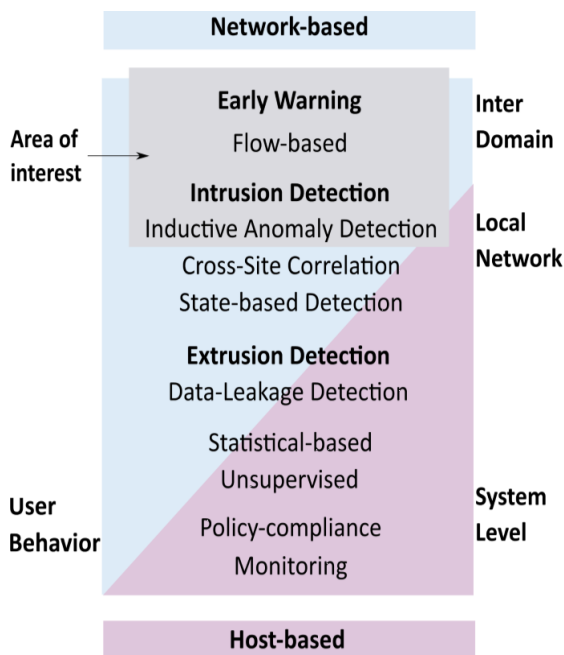 Network-based
Early Warning
Flow-based
Intrusion Detection
Inductive Anomaly Detection
Cross-Site Correlation
State-based Detection
Extrusion Detection
Data-Leakage Detection
Statistical-based
Unsupervised
Policy-compliance
Monitoring
Area of
interest
User
Behavior
Inter
Domain
Local
Network
System
Level
Host-based